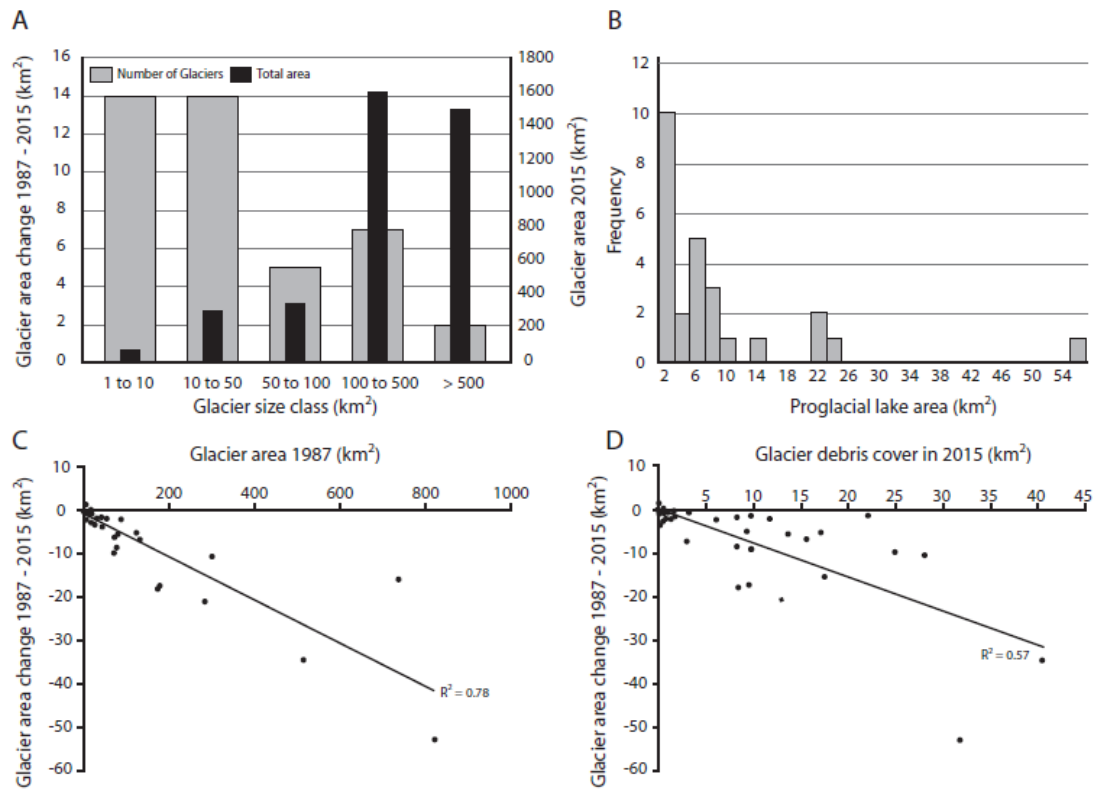 A
Glacier area change 1987 - 2015 (km²)
16
14
12
10
8
6
4
2
0
Number of Glaciers
Total area
1800
1600
1400
1200
1000
800
600
400
200
0
Glacier area 2015 (km²)
1 to 10 10 to 50 50 to 100 100 to 500 > 500
Glacier size class (km²)
B
Frequency
12
10
8
6
4
2
0
2 6 10 14 18 22 26 30 34 38 42 46 50 54
Proglacial lake area (km²)
C
Glacier area 1987 (km²)
Glacier area change 1987 - 2015 (km²)
200 400 600 800 1000
10
0
-10
-20
-30
-40
-50
-60
R² = 0.78
D
Glacier debris cover in 2015 (km²)
Glacier area change 1987 - 2015 (km²)
5 10 15 20 25 30 35 40 45
10
0
-10
-20
-30
-40
-50
-60
R² = 0.57